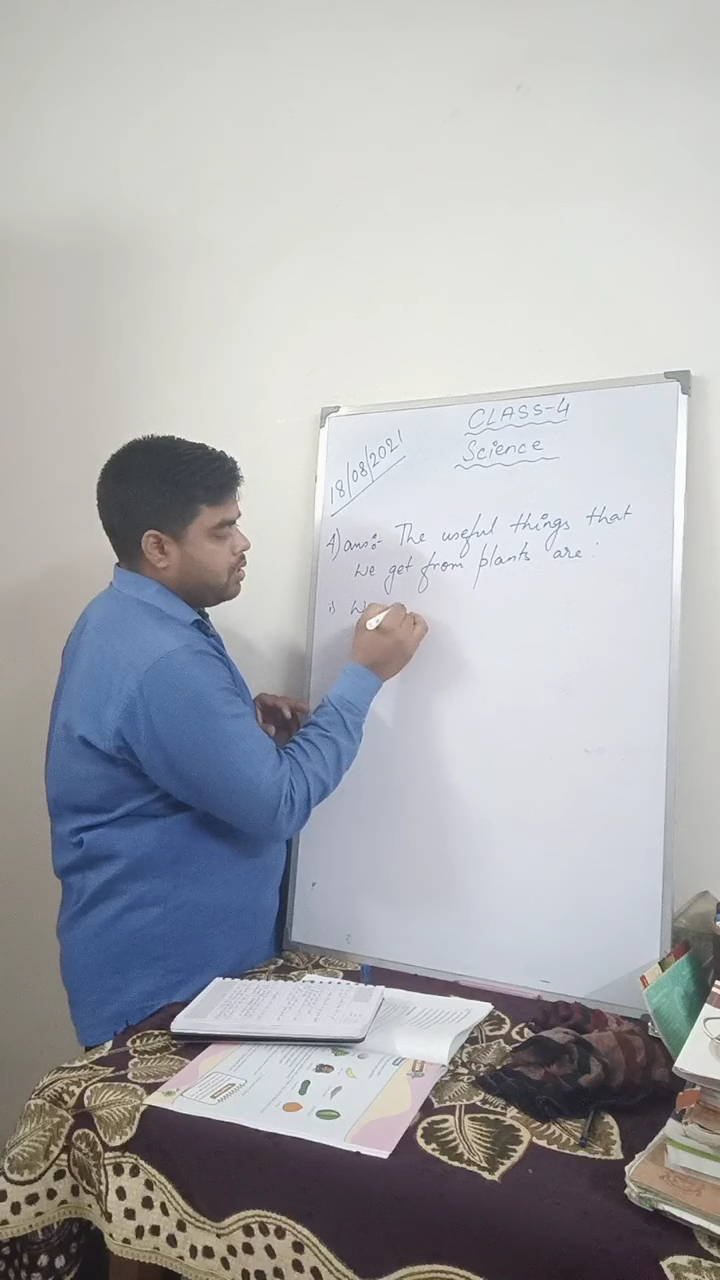 CLASS-4
Science
18/08/2021
4) ans:- The useful things that
we get from plants are:
i) W